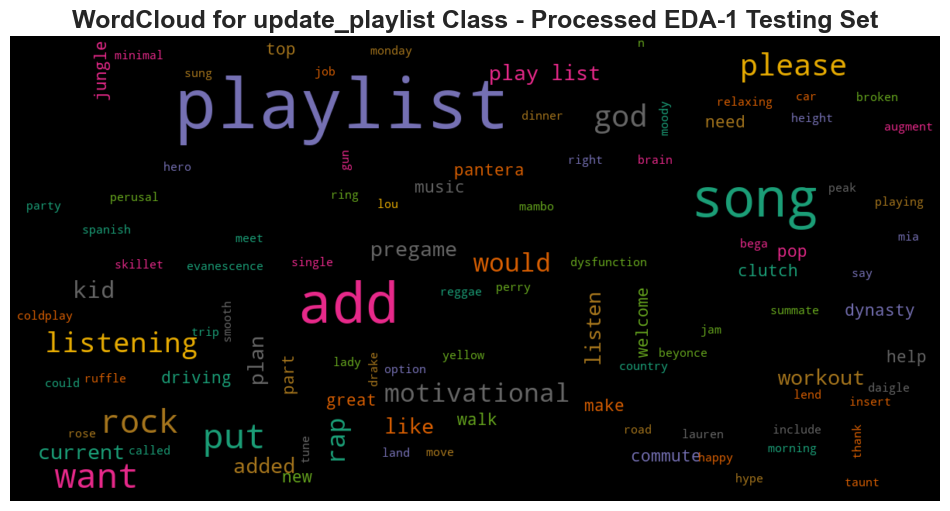 WordCloud for update_playlist Class - Processed EDA-1 Testing Set
jungle
minimal
top
monday
n
sung
job
play list
please
playlist
dinner
god
moody
relaxing
car
broken
need
height
augment
hero
gun
pantera
right
brain
party
perusal
ring
lou
music
mambo
song
peak
playing
spanish
meet
pregame
would
dysfunction
bega
pop
mia
skillet
evanescence
single
clutch
say
kid
add
reggae
perry
listen
welcome
summate
dynasty
coldplay
trip
smooth
jam
listening
plan
part
lady
drake
option
yellow
country
beyonce
help
could
ruffle
driving
motivational
workout
daigle
great
make
lend
insert
rock
put
rap
like
walk
rose
road
lauren
include
thank
current
called
tune
land
move
commute
happy
morning
want
added
new
hype
taunt